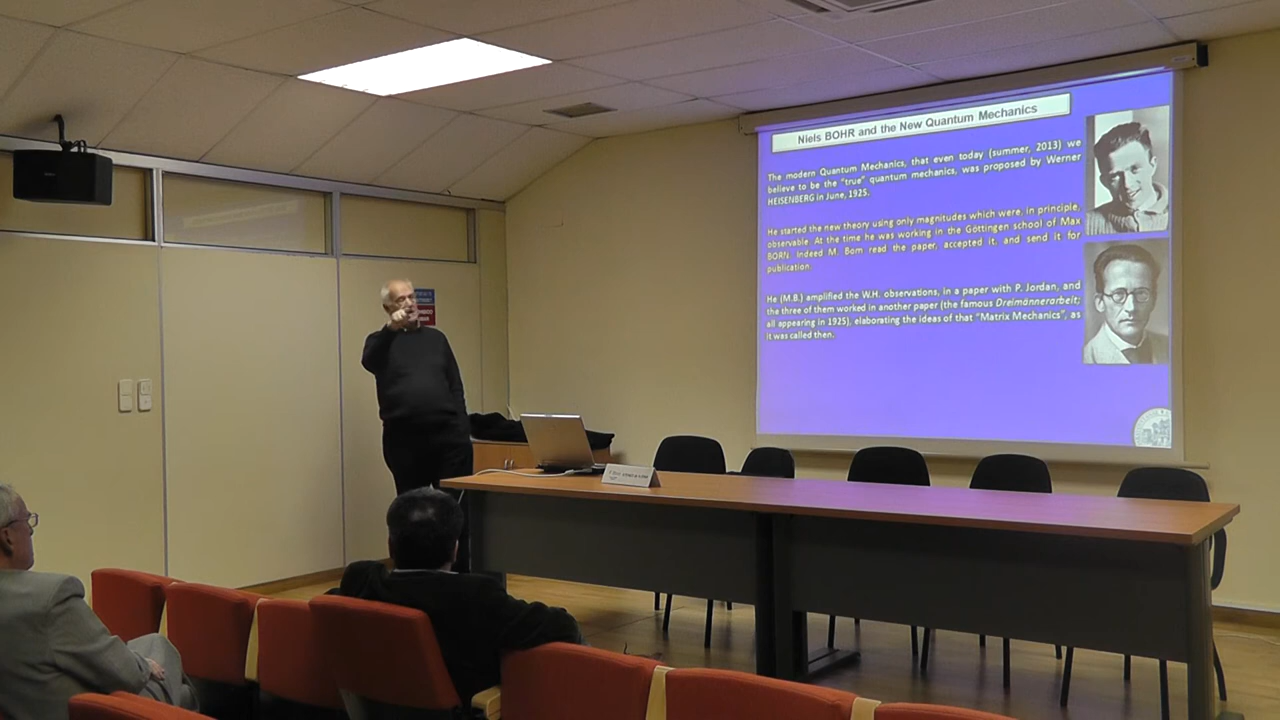 Niels BOHR and the New Quantum Mechanics
The modern Quantum Mechanics, that even today (summer, 2013) we
believe to be the "true" quantum mechanics, was proposed by Werner
HEISENBERG in June, 1925.
He started the new theory using only magnitudes which were, in principle,
observable. At the time he was working in the Göttingen school of Max
BORN. Indeed M. Born read the paper, accepted it, and send it for
publication.
He (M.B.) amplified the W.H. observations, in a paper with P. Jordan, and
the three of them worked in another paper (the famous Dreimännerarbeit;
all appearing in 1925), elaborating the ideas of that "Matrix Mechanics", as
it was called then.